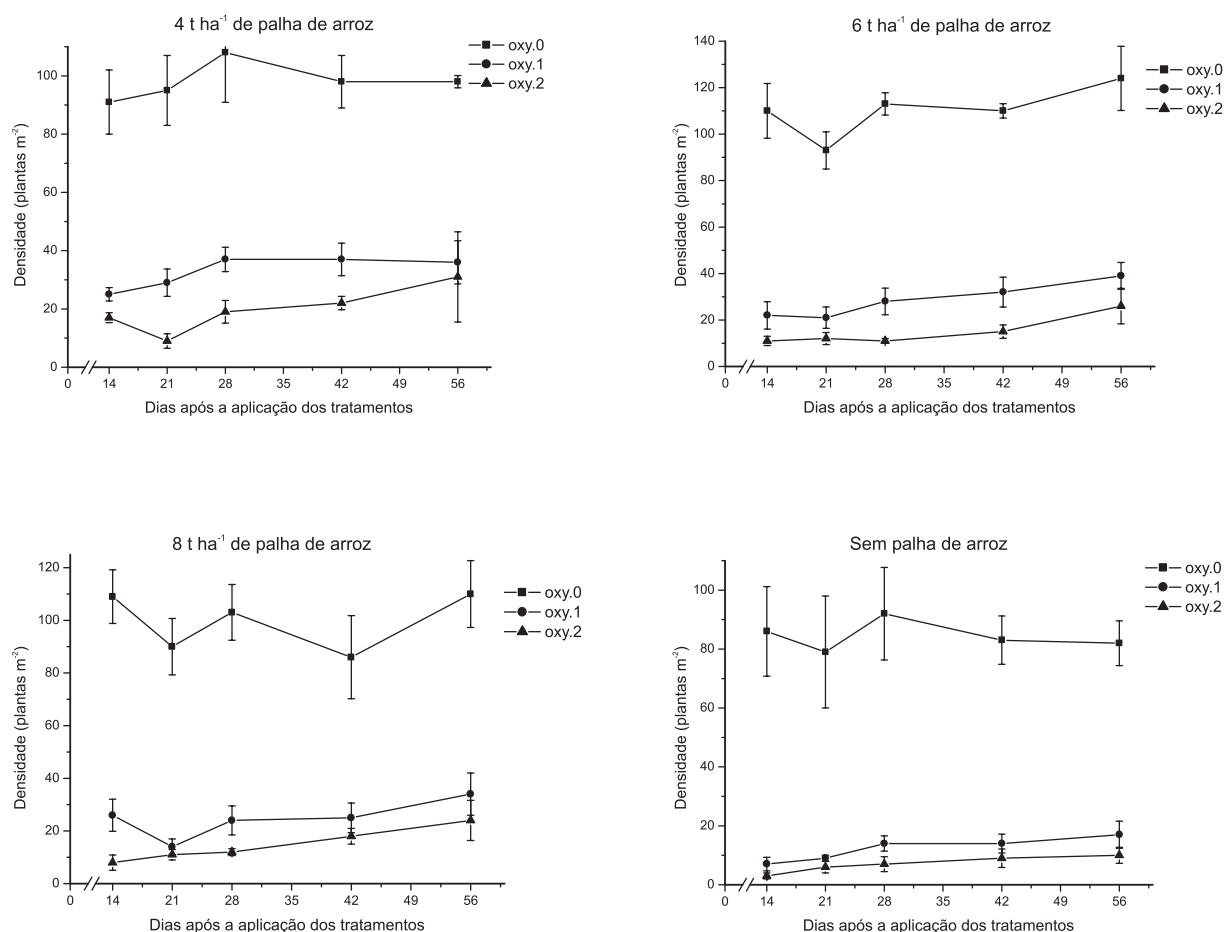 4 t ha⁻¹ de palha de arroz
oxy.0
oxy.1
oxy.2
100
80
60
40
20
0
Densidade (plantas m⁻²)
0 14 21 28 35 42 49 56
Dias após a aplicação dos tratamentos
6 t ha⁻¹ de palha de arroz
oxy.0
oxy.1
oxy.2
140
120
100
80
60
40
20
0
Densidade (plantas m⁻²)
0 14 21 28 35 42 49 56
Dias após a aplicação dos tratamentos
8 t ha⁻¹ de palha de arroz
oxy.0
oxy.1
oxy.2
120
100
80
60
40
20
0
Densidade (plantas m⁻²)
0 14 21 28 35 42 49 56
Dias após a aplicação dos tratamentos
Sem palha de arroz
oxy.0
oxy.1
oxy.2
100
80
60
40
20
0
Densidade (plantas m⁻²)
0 14 21 28 35 42 49 56
Dias após a aplicação dos tratamentos